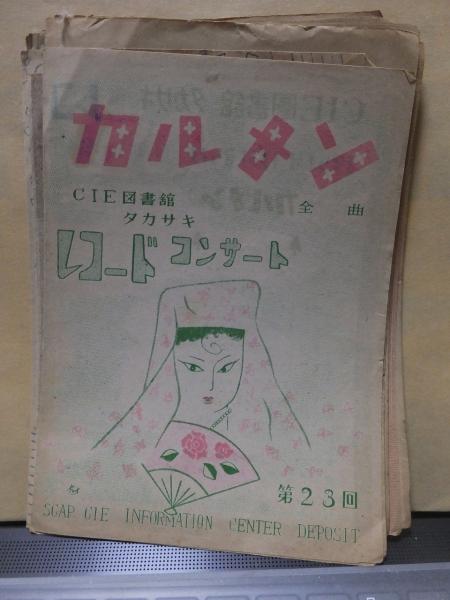 カルメン
CIE図書館
タカサキ
全曲
レコードコンサート
第23回
SCAP CIE INFORMATION CENTER DEPOSIT